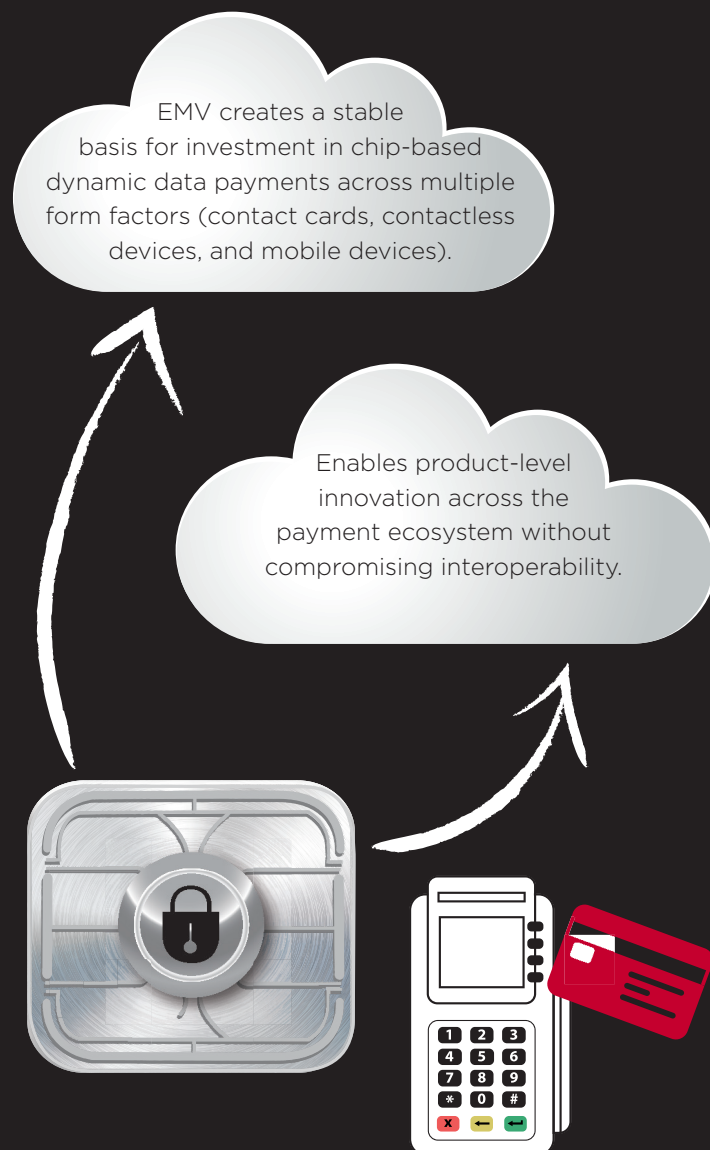 EMV creates a stable
basis for investment in chip-based
dynamic data payments across multiple
form factors (contact cards, contactless
devices, and mobile devices).
Enables product-level
innovation across the
payment ecosystem without
compromising interoperability.
1 2 3
4 5 6
7 8 9
* 0 #
X ← ↵